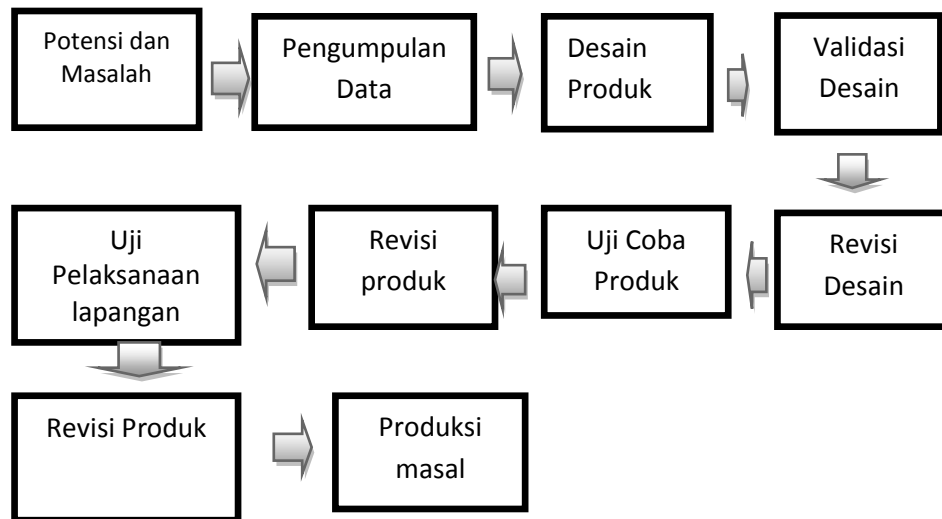 Potensi dan
Masalah
Pengumpulan
Data
Desain
Produk
Validasi
Desain
Revisi
Desain
Uji Coba
Produk
Revisi
produk
Uji
Pelaksanaan
lapangan
Revisi Produk
Produksi
masal